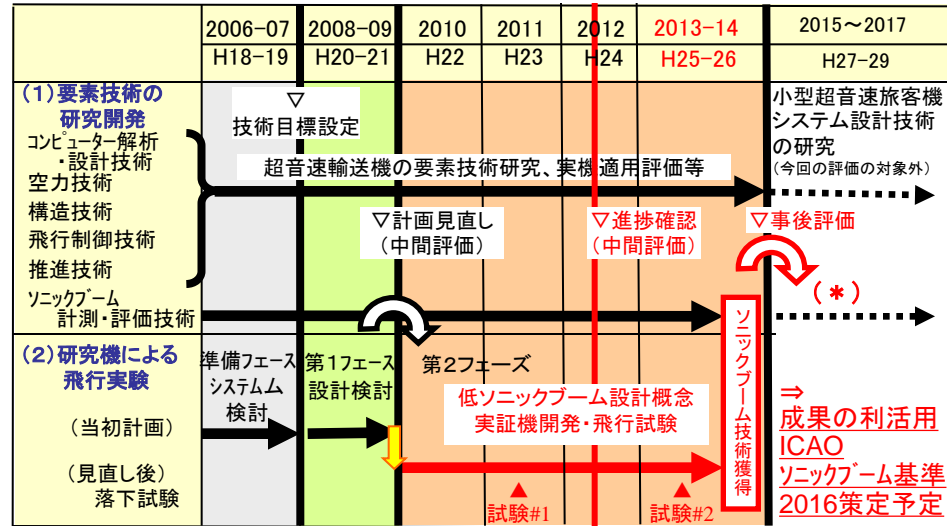 2006-07
2008-09
2010
2011
2012
2013-14
2015～2017
H18-19
H20-21
H22
H23
H24
H25-26
H27-29
(1)要素技術の
研究開発
コンピューター解析
・設計技術
空力技術
構造技術
飛行制御技術
推進技術
ソニックブーム
計測・評価技術
▽
技術目標設定
超音速輸送機の要素技術研究、実機適用評価等
▽計画見直し
(中間評価)
▽進捗確認
(中間評価)
▽事後評価
小型超音速旅客機
システム設計技術
の研究
(今回の評価の対象外)
(＊)
(2)研究機による
飛行実験
(当初計画)
(見直し後)
落下試験
準備フェース
システムム
検討
第1フェース
設計検討
第2フェーズ
低ソニックブーム設計概念
実証機開発・飛行試験
▲
試験#1
▲
試験#2
ソニックブーム技術獲得
⇒
成果の利活用
ICAO
ソニックブーム基準
2016策定予定